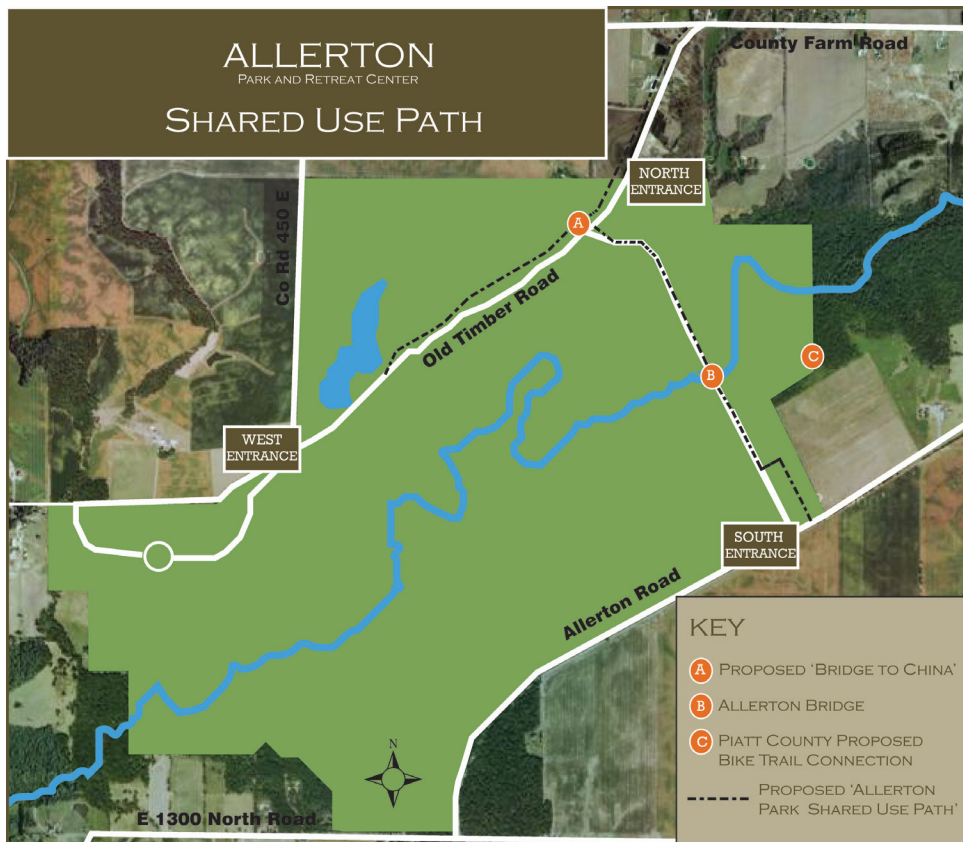 ALLERTON
PARK AND RETREAT CENTER
SHARED USE PATH
County Farm Road
NORTH
ENTRANCE
Co Rd 450 E
A
Old Timber Road
C
B
WEST
ENTRANCE
SOUTH
ENTRANCE
Allerton Road
KEY
A PROPOSED ‘BRIDGE TO CHINA’
B ALLERTON BRIDGE
C PIATT COUNTY PROPOSED
BIKE TRAIL CONNECTION
PROPOSED ‘ALLERTON
PARK SHARED USE PATH’
N
E 1300 North Road